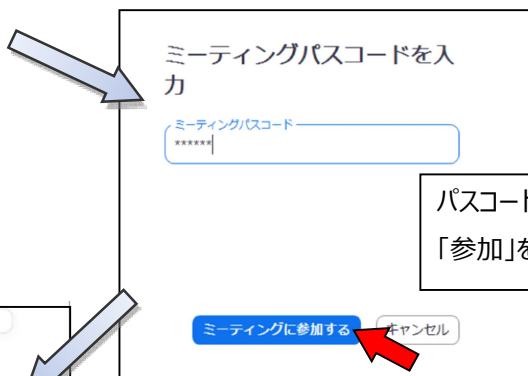 ミーティングパスコードを入
力
ミーティングパスコード
******
パスコード
「参加」を
ミーティングに参加する
キャンセル